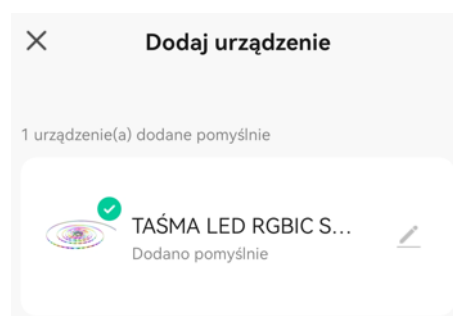 Dodaj urządzenie
1 urządzenie(a) dodane pomyślnie
TAŚMA LED RGBIC S...
Dodano pomyślnie